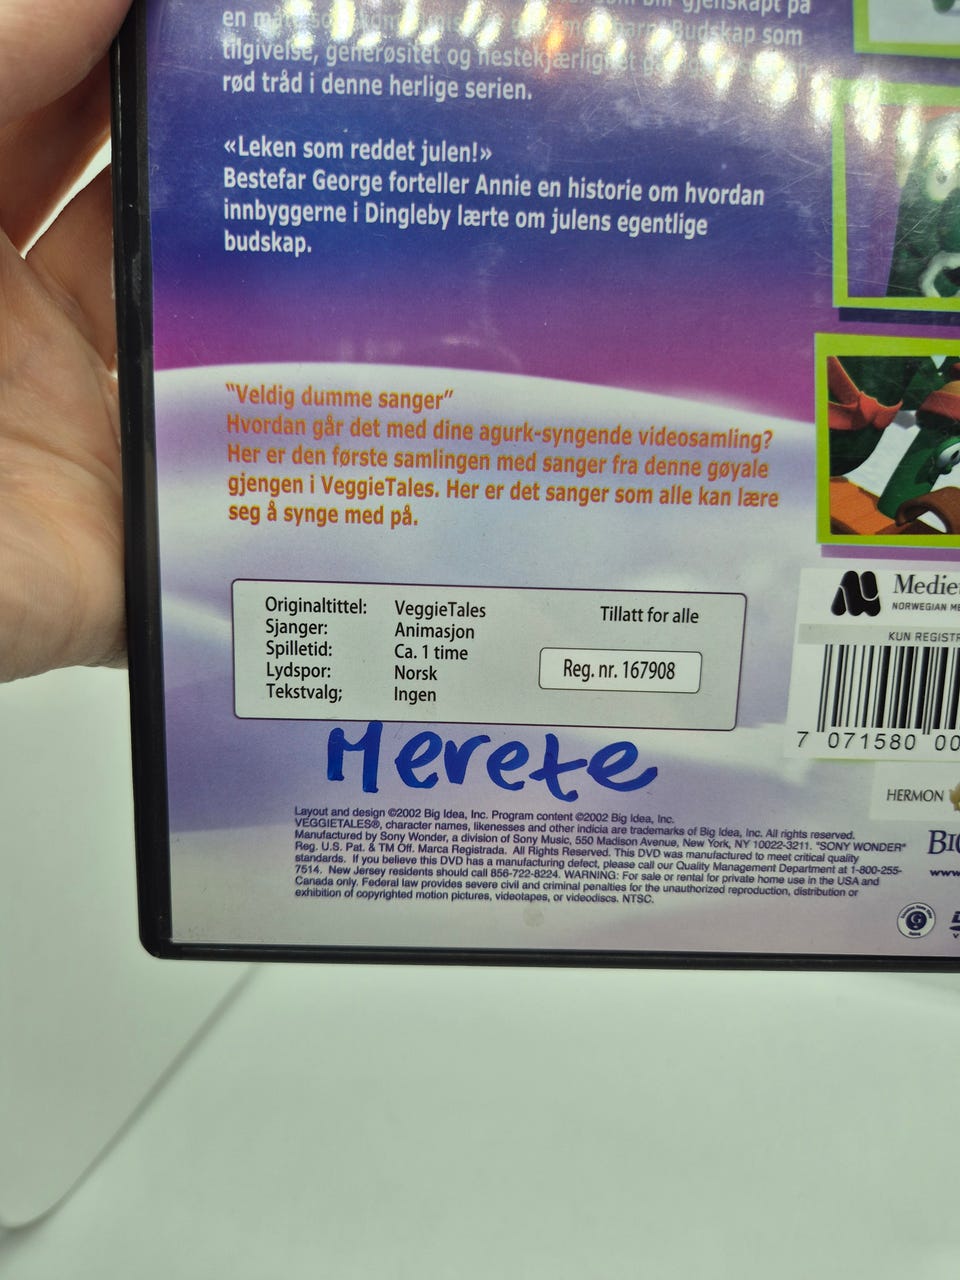 gjenskapt på
en
Budskap som
tilgivelse, generøsitet og nestekjærlighet
rød tråd i denne herlige serien.
«Leken som reddet julen!»
Bestefar George forteller Annie en historie om hvordan
innbyggerne i Dingleby lærte om julens egentlige
budskap.
"Veldig dumme sanger"
Hvordan går det med dine agurk-syngende videosamling?
Her er den første samlingen med sanger fra denne gøyale
gjengen i VeggieTales. Her er det sanger som alle kan lære
seg å synge med på.
Originaltittel: VeggieTales
Sjanger: Animasjon
Spilletid: Ca. 1 time
Lydspor: Norsk
Tekstvalg; Ingen
Tillatt for alle
Reg. nr. 167908
Medie
NORWEGIAN ME
KUN REGISTR
7 071580 00
Merete
HERMON
Layout and design ©2002 Big Idea, Inc. Program content ©2002 Big Idea, Inc.
VEGGIETALES®, character names, likenesses and other indicia are trademarks of Big Idea, Inc. All rights reserved.
Manufactured by Sony Wonder, a division of Sony Music, 550 Madison Avenue, New York, NY 10022-3211. "SONY WONDER"
Reg. U.S. Pat. & TM Off. Marca Registrada. All Rights Reserved. This DVD was manufactured to meet critical quality
standards. If you believe this DVD has a manufacturing defect, please call our Quality Management Department at 1-800-255-
7514. New Jersey residents should call 856-722-8224. WARNING: For sale or rental for private home use in the USA and
Canada only. Federal law provides severe civil and criminal penalties for the unauthorized reproduction, distribution or
exhibition of copyrighted motion pictures, videotapes, or videodiscs. NTSC.
BIG
www.